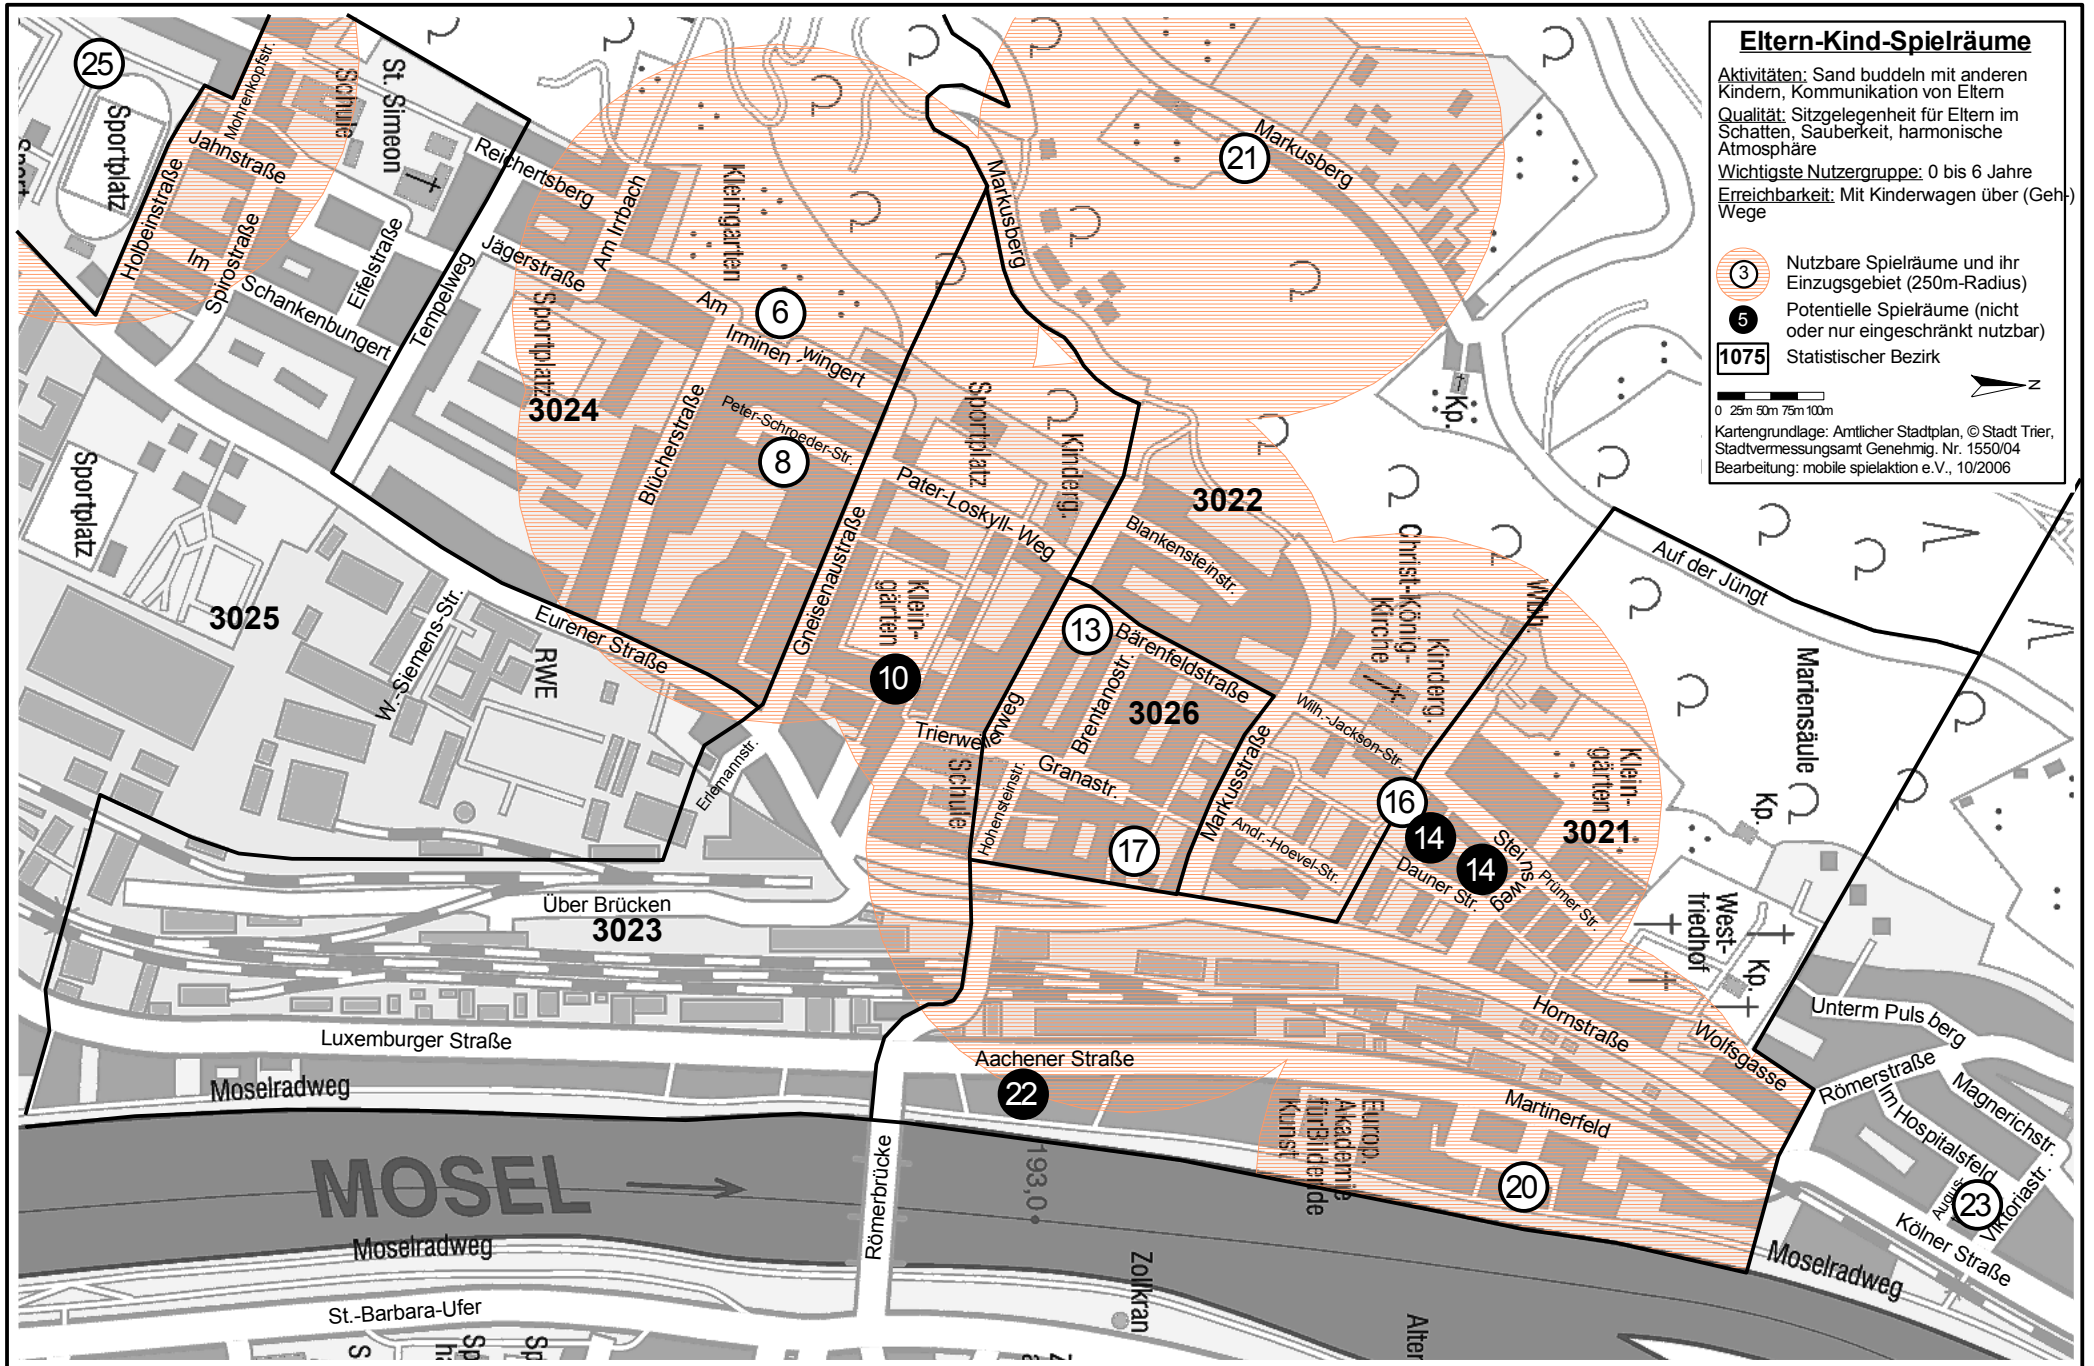 Eltern-Kind-Spielräume
Aktivitäten: Sand buddeln mit anderen
Kindern, Kommunikation von Eltern
Qualität: Sitzgelegenheit für Eltern im
Schatten, Sauberkeit, harmonische
Atmosphäre
Wichtigste Nutzergruppe: 0 bis 6 Jahre
Erreichbarkeit: Mit Kinderwagen über (Geh-)
Wege
3
Nutzbare Spielräume und ihr
Einzugsgebiet (250m-Radius)
5
Potentielle Spielräume (nicht
oder nur eingeschränkt nutzbar)
1075
Statistischer Bezirk
N
0 25m 50m 75m 100m
Kartengrundlage: Amtlicher Stadtplan, © Stadt Trier,
Stadtvermessungsamt Genehmig. Nr. 1550/04
Bearbeitung: mobile spielaktion e.V., 10/2006
25
Sportplatz
Mohrenkopfstr.
Schule
St. Simeon
Jahnstraße
Holbeinstraße
Im
Spirostraße
Schankenbungert
Eifelstraße
Tempelweg
Reichertsberg
Am Irrbach
Jägerstraße
Sportplatz
Kleingärten
6
Am
Irminen -
wingert
3024
Blücherstraße
Peter-Schroeder-Str.
8
Gneisenaustraße
Markusberg
21
Markusberg
Sportplatz
Kinderg.
Pater-Loskyll- Weg
3022
Blankensteinstr.
Kp.
Christ-König-
Kirche
Kinderg.
Auf der Jüngt
Mariensäule
Kp.
Sportplatz
3025
W.-Siemens-Str.
RWE
Eurener Straße
Erlemannstr.
Klein-
gärten
10
Trierweilerweg
Schule
13
Bärenfeldstraße
Brentanostr.
3026
Granastr.
Hohensteinstr.
17
Markusstraße
Wilh.-Jackson-Str.
Andr.-Hoevel-Str.
16
14
14
Dauner Str.
Steinsweg
Prümer Str.
Klein-
gärten
3021
West-
friedhof
Kp.
Über Brücken
3023
Luxemburger Straße
Moselradweg
Aachener Straße
22
Hornstraße
Wolfsgasse
Martinerfeld
Europ.
Akademie
für Bildende
Kunst
20
Unterm Puls berg
Römerstraße
Magnerichstr.
Im Hospitalsfeld
Augus-
23
Viktoriastr.
Kölner Straße
Moselradweg
MOSEL
193,0
Römerbrücke
Moselradweg
St.-Barbara-Ufer
Zollkran
Alter